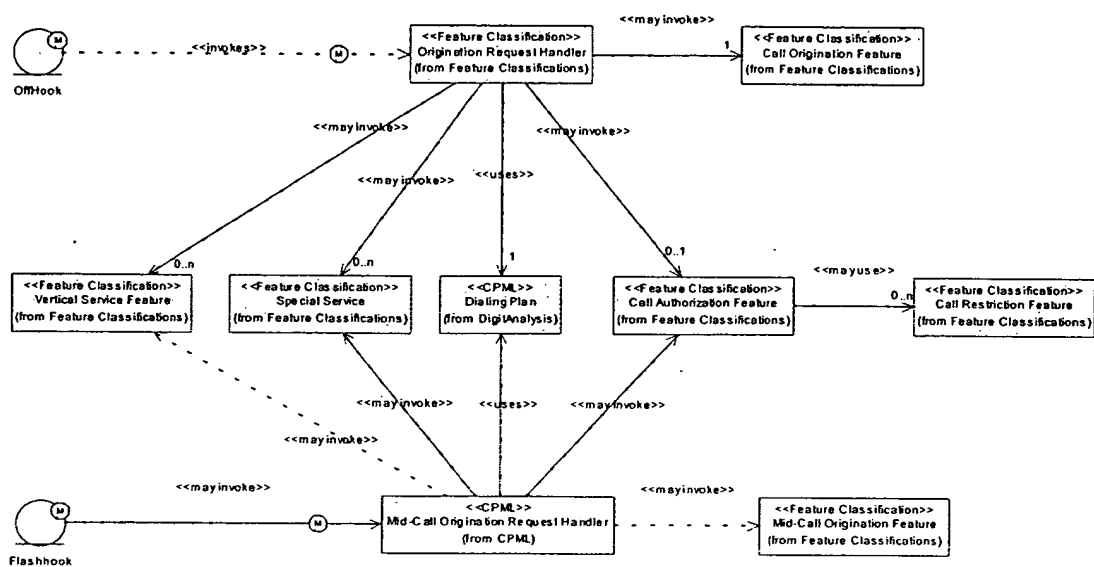 <<may invoke>>
<<Feature Classification>>
Origination Request Handler
(from Feature Classifications)
<<Feature Classification>>
Call Origination Feature
(from Feature Classifications)
M
<<invokes>>
M
1
OffHook
<<may invoke>>
<<may invoke>>
<<may invoke>>
<<uses>>
0..n
0..n
1
0..1
<<may use>>
0..n
<<Feature Classification>>
Vertical Service Feature
(from Feature Classifications)
<<Feature Classification>>
Special Service
(from Feature Classifications)
<<CPML>>
Dialing Plan
(from DigitAnalysis)
<<Feature Classification>>
Call Authorization Feature
(from Feature Classifications)
<<Feature Classification>>
Call Restriction Feature
(from Feature Classifications)
<<may invoke>>
<<uses>>
<<may invoke>>
<<may invoke>>
<<may invoke>>
<<may invoke>>
M
M
<<CPML>>
Mid-Call Origination Request Handler
(from CPML)
<<Feature Classification>>
Mid-Call Origination Feature
(from Feature Classifications)
Flashhook